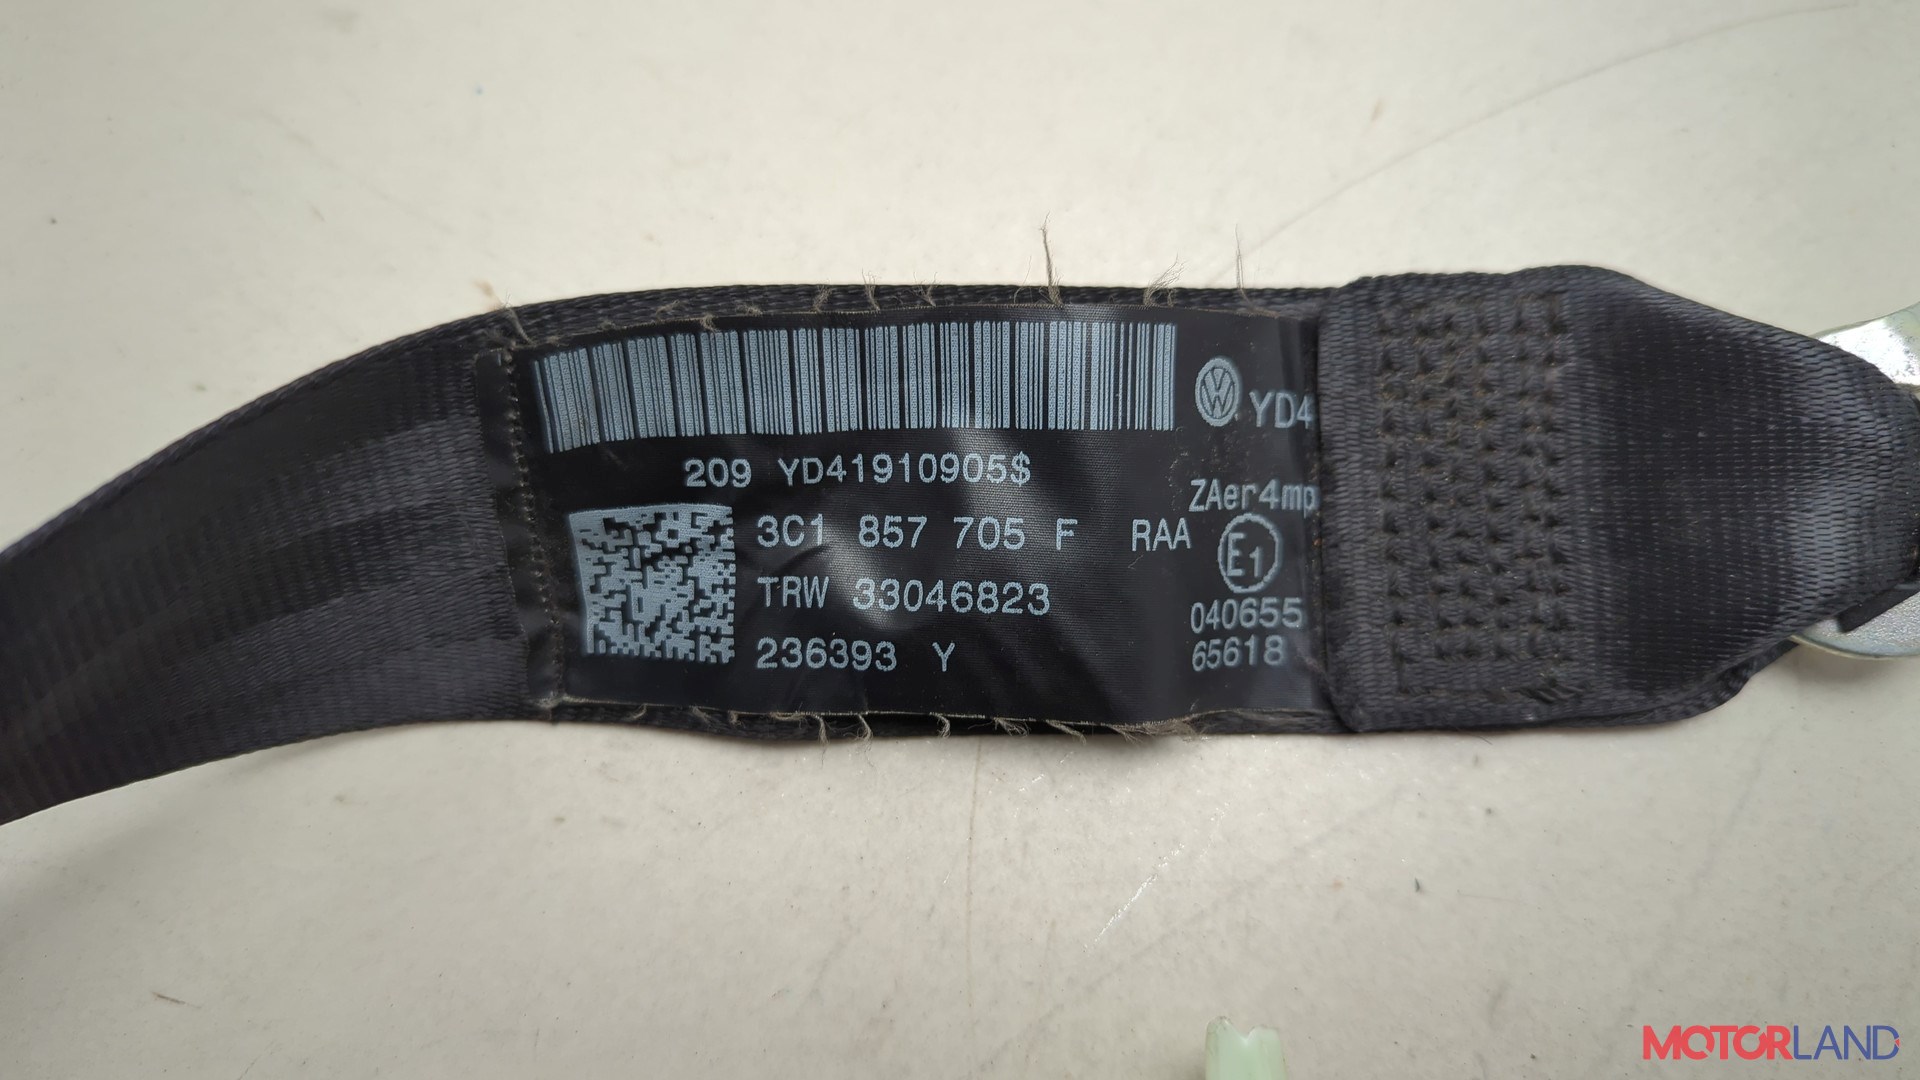 YD4
209 YD41910905$
ZAer4mp
3C1 857 705 F RAA
E1
TRW 33046823
040655
236393 Y
65618
MOTORLAND